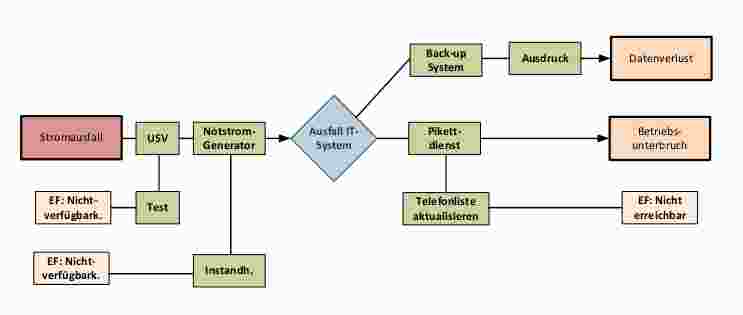 Back-up
System
Ausdruck
Datenverlust
Stromausfall
USV
Notstrom-
Generator
Ausfall IT-
System
Pikett-
dienst
Betriebs-
unterbruch
EF: Nicht-
verfügbark.
Test
Telefonliste
aktualisieren
EF: Nicht
erreichbar
EF: Nicht-
verfügbark.
Instandh.